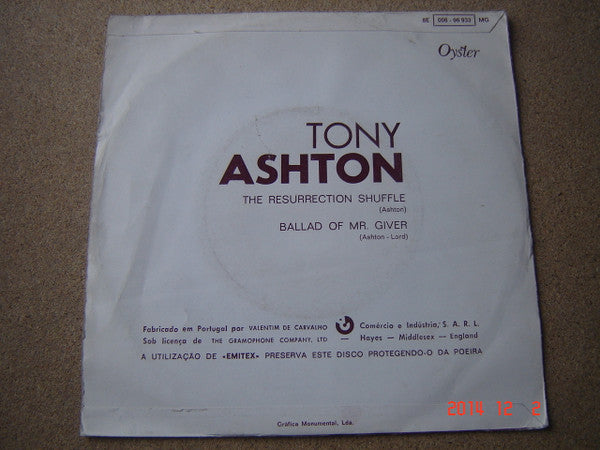 8E 006-96 933 MG
Oyster
TONY
ASHTON
THE RESURRECTION SHUFFLE
(Ashton)
BALLAD OF MR. GIVER
(Ashton - Lord)
Fabricado em Portugal por VALENTIM DE CARVALHO Comércio e Indústria, S. A. R. L.
Sob licença de THE GRAMOPHONE COMPANY, LTD — Hayes — Middlesex — England
A UTILIZAÇÃO DE «EMITEX» PRESERVA ESTE DISCO PROTEGENDO-O DA POEIRA
2014 12 2
Gráfica Monumental, Lda.